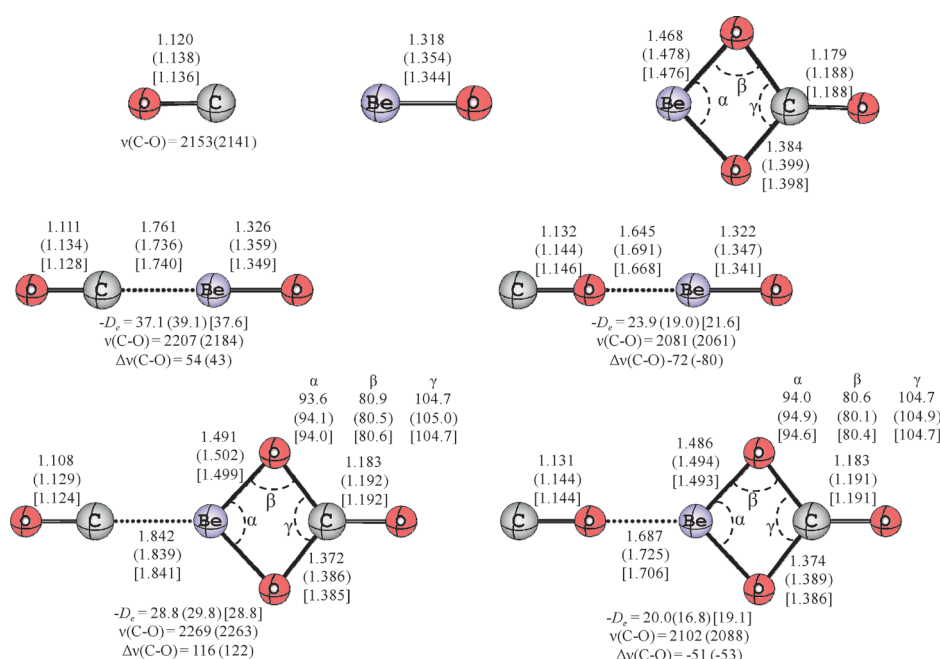 1.120
(1.138)
[1.136]
O
C
ν(C-O) = 2153(2141)
1.318
(1.354)
[1.344]
Be
O
1.468
(1.478)
[1.476]
O
1.179
(1.188)
[1.188]
Be
α
β
γ
C
O
O
1.384
(1.399)
[1.398]
1.111
(1.134)
[1.128]
1.761
(1.736)
[1.740]
1.326
(1.359)
[1.349]
O
C
Be
O
-De = 37.1 (39.1) [37.6]
ν(C-O) = 2207 (2184)
Δν(C-O) = 54 (43)
1.132
(1.144)
[1.146]
1.645
(1.691)
[1.668]
1.322
(1.347)
[1.341]
C
O
Be
O
-De = 23.9 (19.0) [21.6]
ν(C-O) = 2081 (2061)
Δν(C-O) -72 (-80)
α β γ
93.6 80.9 104.7
(94.1) (80.5) (105.0)
[94.0] [80.6] [104.7]
1.108
(1.129)
[1.124]
1.491
(1.502)
[1.499]
O
1.183
(1.192)
[1.192]
O
C
Be
α
β
γ
C
O
O
1.842
(1.839)
[1.841]
1.372
(1.386)
[1.385]
-De = 28.8 (29.8) [28.8]
ν(C-O) = 2269 (2263)
Δν(C-O) = 116 (122)
α β γ
94.0 80.6 104.7
(94.9) (80.1) (104.9)
[94.6] [80.4] [104.7]
1.131
(1.144)
[1.144]
1.486
(1.494)
[1.493]
O
1.183
(1.191)
[1.191]
C
O
Be
α
β
γ
C
O
O
1.687
(1.725)
[1.706]
1.374
(1.389)
[1.386]
-De = 20.0 (16.8) [19.1]
ν(C-O) = 2102 (2088)
Δν(C-O) = -51 (-53)